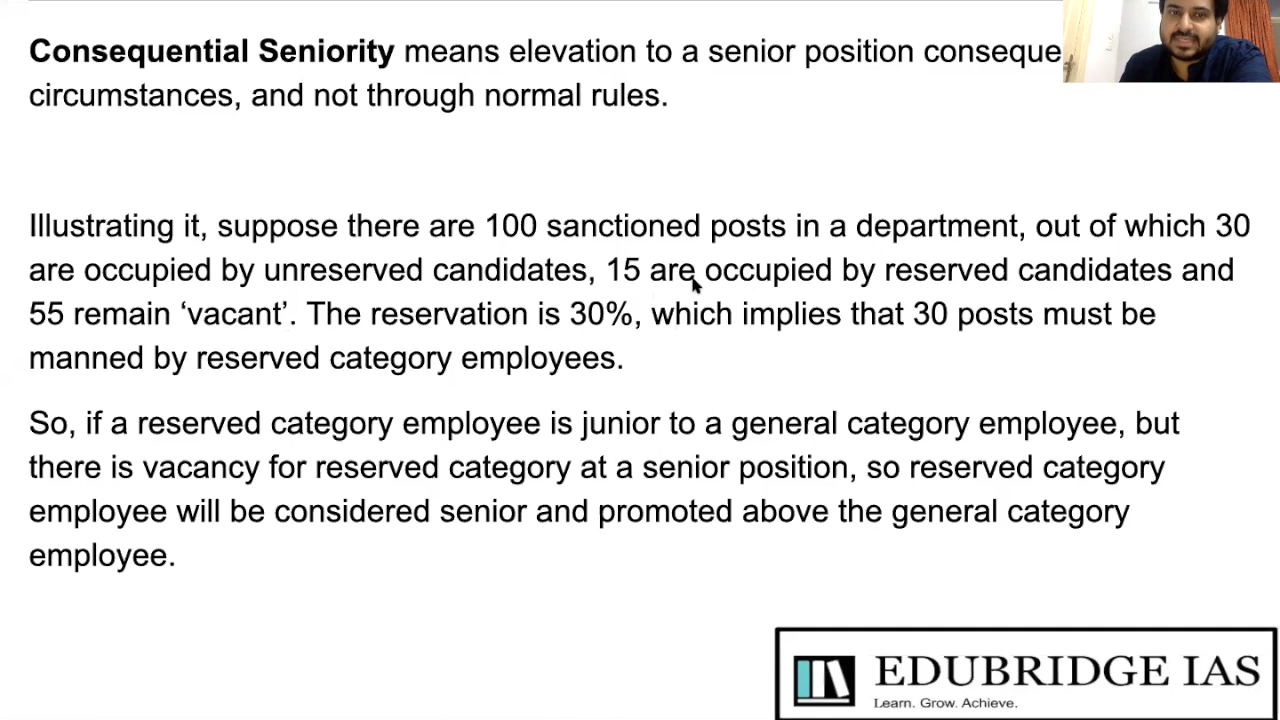 Consequential Seniority means elevation to a senior position
circumstances, and not through normal rules.
Illustrating it, suppose there are 100 sanctioned posts in a department, out of which 30
are occupied by unreserved candidates, 15 are occupied by reserved candidates and
55 remain ‘vacant’. The reservation is 30%, which implies that 30 posts must be
manned by reserved category employees.
So, if a reserved category employee is junior to a general category employee, but
there is vacancy for reserved category at a senior position, so reserved category
employee will be considered senior and promoted above the general category
employee.
EDUBRIDGE IAS
Learn. Grow. Achieve.